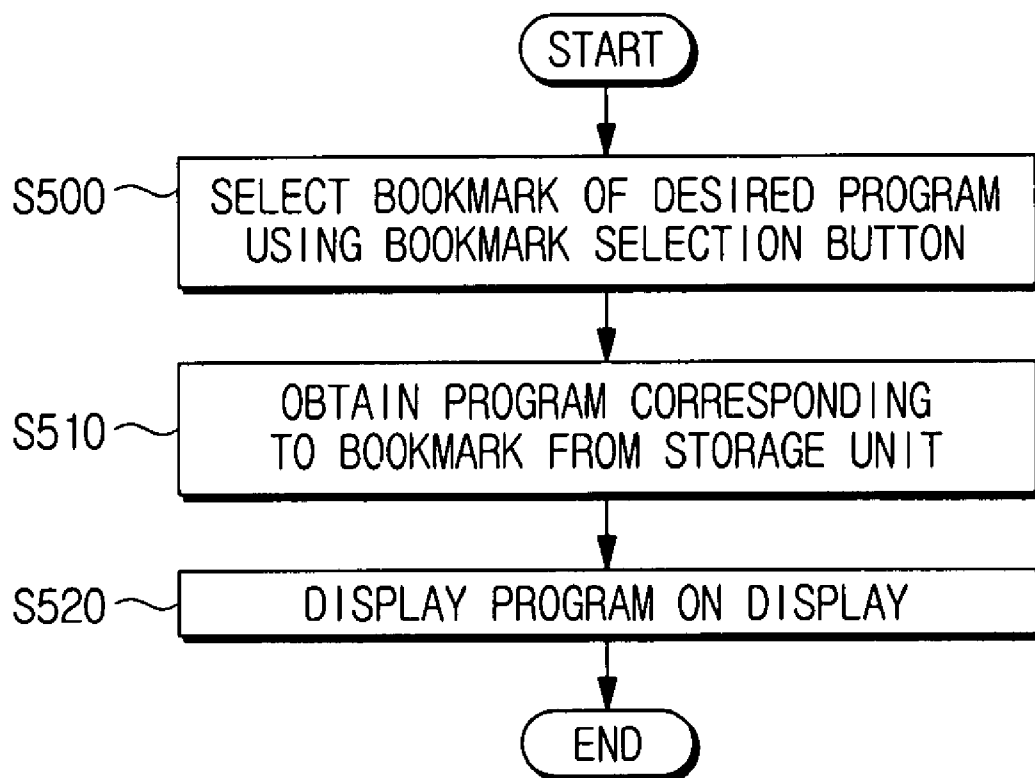 START
S500
SELECT BOOKMARK OF DESIRED PROGRAM
USING BOOKMARK SELECTION BUTTON
S510
OBTAIN PROGRAM CORRESPONDING
TO BOOKMARK FROM STORAGE UNIT
S520
DISPLAY PROGRAM ON DISPLAY
END